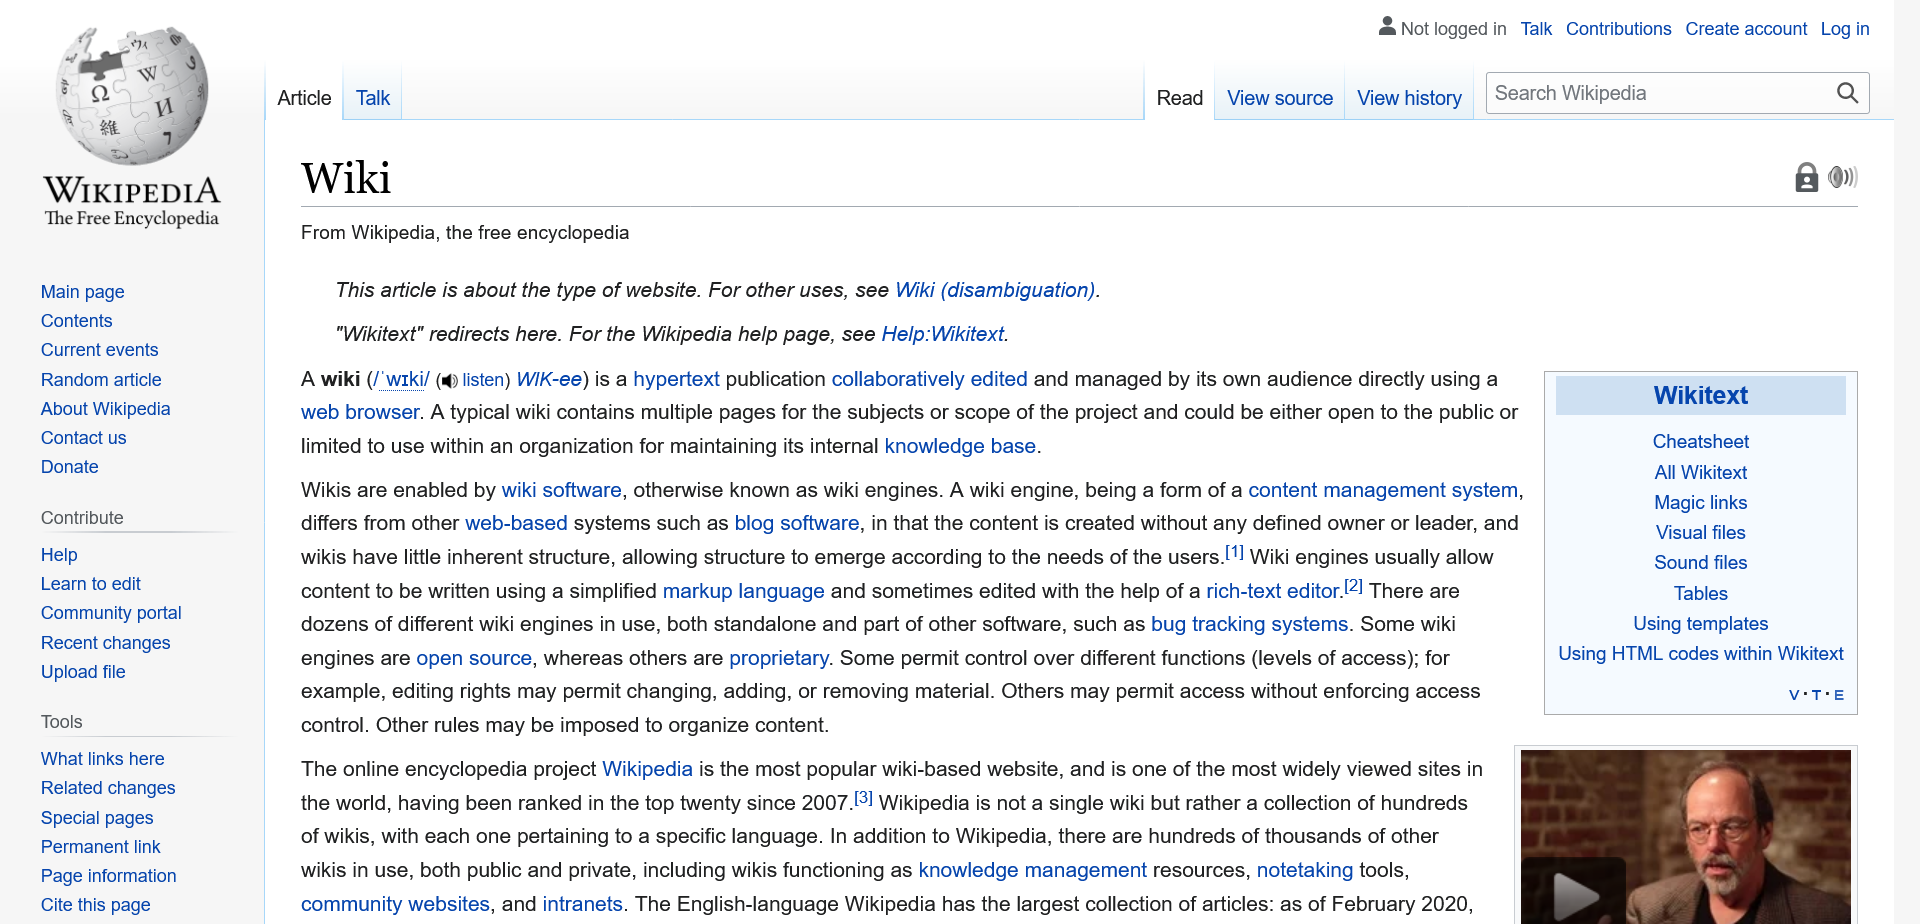 Not logged in Talk Contributions Create account Log in
Article Talk Read View source View history Search Wikipedia
WIKIPEDIA
The Free Encyclopedia
Main page
Contents
Current events
Random article
About Wikipedia
Contact us
Donate
Contribute
Help
Learn to edit
Community portal
Recent changes
Upload file
Tools
What links here
Related changes
Special pages
Permanent link
Page information
Cite this page
Wiki
From Wikipedia, the free encyclopedia
This article is about the type of website. For other uses, see Wiki (disambiguation).
"Wikitext" redirects here. For the Wikipedia help page, see Help:Wikitext.
A wiki (/ˈwɪki/ (listen) WIK-ee) is a hypertext publication collaboratively edited and managed by its own audience directly using a
web browser. A typical wiki contains multiple pages for the subjects or scope of the project and could be either open to the public or
limited to use within an organization for maintaining its internal knowledge base.
Wikis are enabled by wiki software, otherwise known as wiki engines. A wiki engine, being a form of a content management system,
differs from other web-based systems such as blog software, in that the content is created without any defined owner or leader, and
wikis have little inherent structure, allowing structure to emerge according to the needs of the users.[1] Wiki engines usually allow
content to be written using a simplified markup language and sometimes edited with the help of a rich-text editor.[2] There are
dozens of different wiki engines in use, both standalone and part of other software, such as bug tracking systems. Some wiki
engines are open source, whereas others are proprietary. Some permit control over different functions (levels of access); for
example, editing rights may permit changing, adding, or removing material. Others may permit access without enforcing access
control. Other rules may be imposed to organize content.
The online encyclopedia project Wikipedia is the most popular wiki-based website, and is one of the most widely viewed sites in
the world, having been ranked in the top twenty since 2007.[3] Wikipedia is not a single wiki but rather a collection of hundreds
of wikis, with each one pertaining to a specific language. In addition to Wikipedia, there are hundreds of thousands of other
wikis in use, both public and private, including wikis functioning as knowledge management resources, notetaking tools,
community websites, and intranets. The English-language Wikipedia has the largest collection of articles: as of February 2020,
Wikitext
Cheatsheet
All Wikitext
Magic links
Visual files
Sound files
Tables
Using templates
Using HTML codes within Wikitext
V · T · E